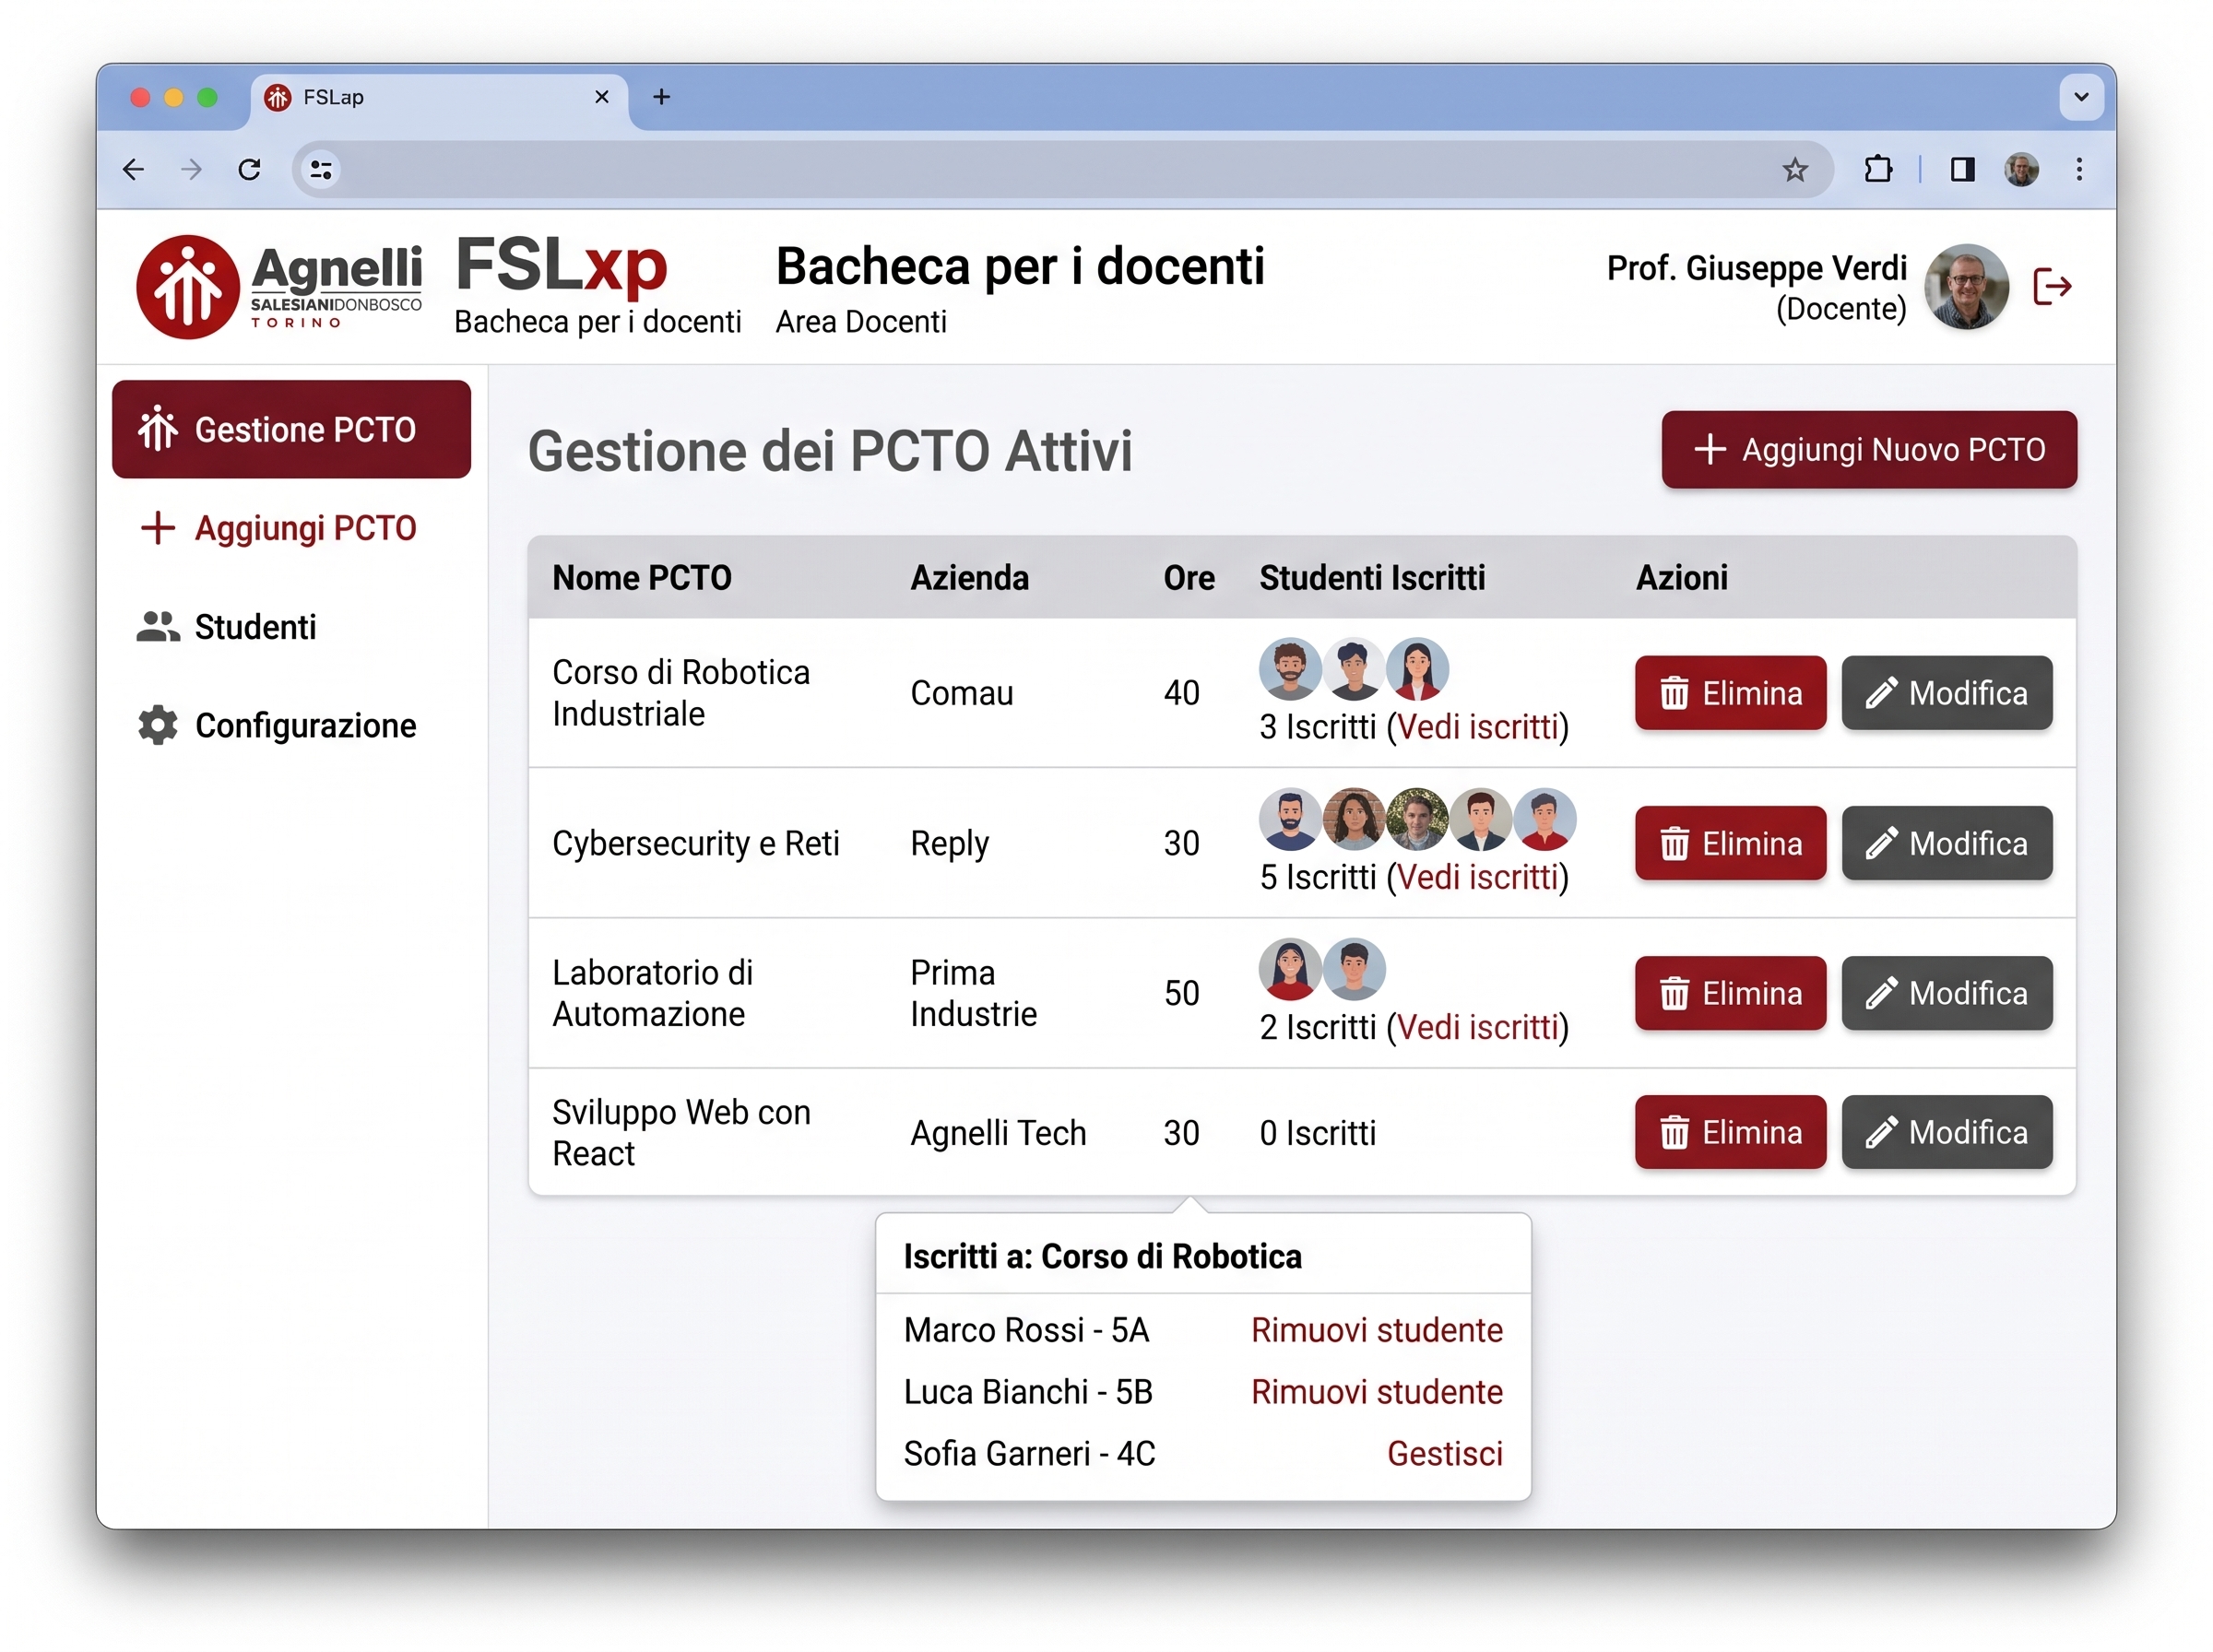 FSLap
Agnelli
SALESIANIDONBOSCO
TORINO
FSLxp
Bacheca per i docenti
Bacheca per i docenti
Area Docenti
Prof. Giuseppe Verdi
(Docente)
Gestione PCTO
Aggiungi PCTO
Studenti
Configurazione
Gestione dei PCTO Attivi
Aggiungi Nuovo PCTO
Nome PCTO Azienda Ore Studenti Iscritti Azioni
Corso di Robotica
Industriale
Comau
40
3 Iscritti (Vedi iscritti)
Elimina
Modifica
Cybersecurity e Reti
Reply
30
5 Iscritti (Vedi iscritti)
Elimina
Modifica
Laboratorio di
Automazione
Prima
Industrie
50
2 Iscritti (Vedi iscritti)
Elimina
Modifica
Sviluppo Web con
React
Agnelli Tech
30
0 Iscritti
Elimina
Modifica
Iscritti a: Corso di Robotica
Marco Rossi - 5A Rimuovi studente
Luca Bianchi - 5B Rimuovi studente
Sofia Garneri - 4C Gestisci